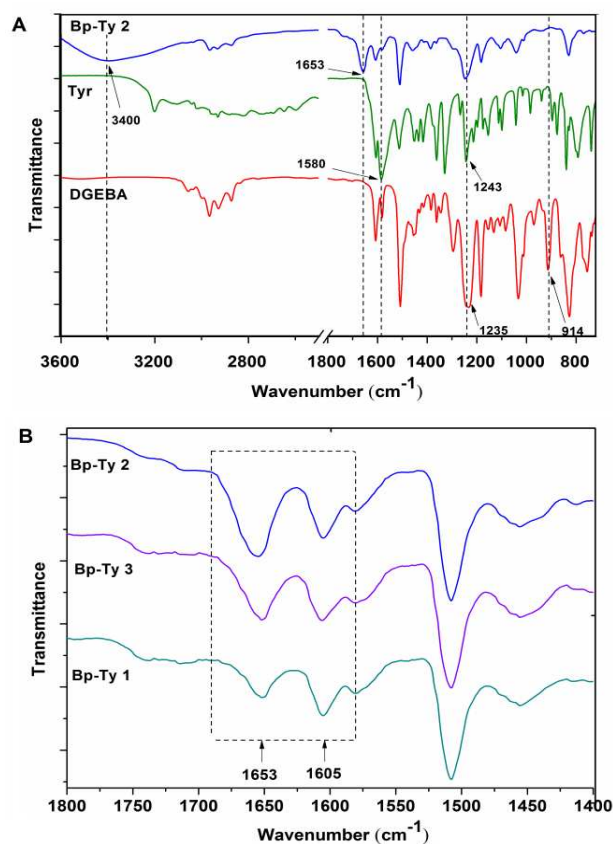 A
Bp-Ty 2
1653
Tyr
3400
1580
1243
DGEBA
1235
914
Transmittance
3600 3200 2800 1800 1600 1400 1200 1000 800
Wavenumber (cm-1)
B
Bp-Ty 2
Bp-Ty 3
Bp-Ty 1
1653 1605
Transmittance
1800 1750 1700 1650 1600 1550 1500 1450 1400
Wavenumber (cm-1)